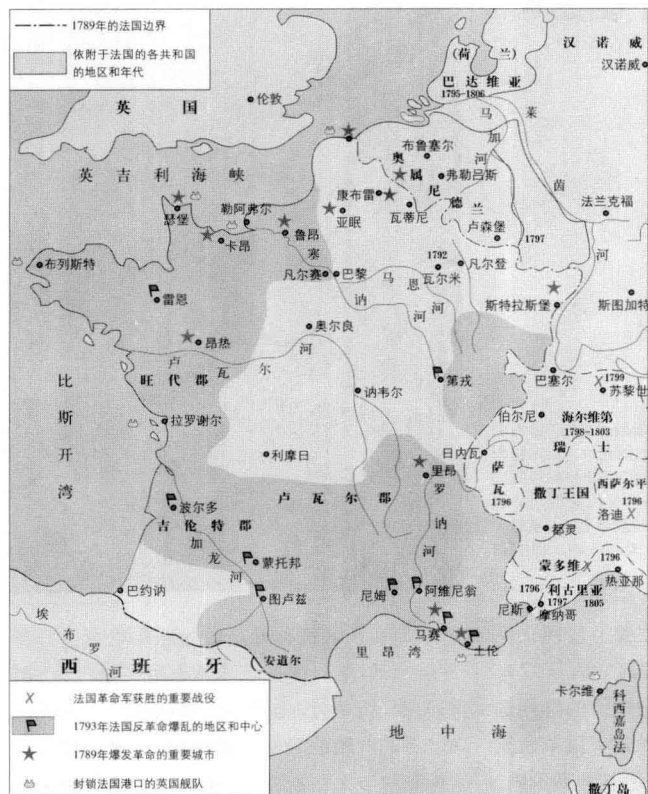 1789年的法国边界
依附于法国的各共和国
的地区和年代
(荷 兰)
汉 诺 威
汉诺威
巴 达 维 亚
1795-1806
英 国
伦敦
马
加
河
莱
茵
河
英 吉 利 海 峡
布鲁塞尔
奥
属
尼
德
兰
弗勒吕斯
康布雷
瓦蒂尼
法兰克福
瑟堡
勒阿弗尔
鲁昂
亚眠
卢森堡
1797
卡昂
布列斯特
塞
纳
河
凡尔赛
巴黎
马
恩
河
1792
瓦尔米
凡尔登
雷恩
斯特拉斯堡
斯图加特
奥尔良
昂热
卢 瓦 尔 河
比
斯
开
湾
旺 代 郡
讷韦尔
第戎
巴塞尔
1799
苏黎世
伯尔尼
海尔维第
1798-1803
瑞 士
拉罗谢尔
利摩日
日内瓦
里昂
萨
瓦
1796
撒丁王国
西萨尔平
1796
洛迪
卢 瓦 尔 郡
罗
讷
河
波尔多
吉 伦 特 郡
都灵
加
龙
河
蒙托邦
蒙多维
1796
热亚那
巴约讷
图卢兹
尼姆
阿维尼翁
1796
利古里亚
1797
1805
尼斯
摩纳哥
埃
布
罗
河
马赛
土伦
西 班 牙
安道尔
里 昂 湾
卡尔维
科
西
嘉
岛
法
地 中 海
撒丁岛
法国革命军获胜的重要战役
1793年法国反革命爆乱的地区和中心
1789年爆发革命的重要城市
封锁法国港口的英国舰队